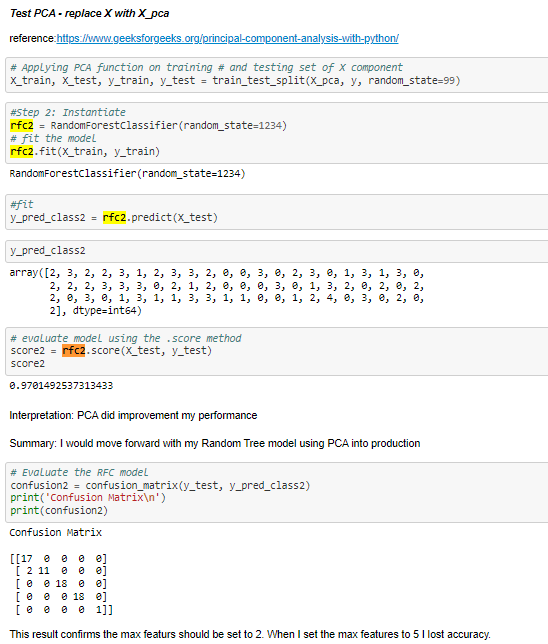 Test PCA - replace X with X_pca
reference:https://www.geeksforgeeks.org/principal-component-analysis-with-python/
# Applying PCA function on training # and testing set of X component
X_train, X_test, y_train, y_test = train_test_split(X_pca, y, random_state=99)
#Step 2: Instantiate
rfc2 = RandomForestClassifier(random_state=1234)
# fit the model
rfc2.fit(X_train, y_train)
RandomForestClassifier(random_state=1234)
#fit
y_pred_class2 = rfc2.predict(X_test)
y_pred_class2
array([2, 3, 2, 2, 3, 1, 2, 3, 3, 2, 0, 0, 3, 0, 2, 3, 0, 1, 3, 1, 3, 0,
2, 2, 2, 3, 3, 3, 0, 2, 1, 2, 0, 0, 0, 3, 0, 1, 3, 2, 0, 2, 0, 2,
2, 0, 3, 0, 1, 3, 1, 1, 3, 3, 1, 1, 0, 0, 1, 2, 4, 0, 3, 0, 2, 0,
2], dtype=int64)
# evaluate model using the .score method
score2 = rfc2.score(X_test, y_test)
score2
0.9701492537313433
Interpretation: PCA did improvement my performance
Summary: I would move forward with my Random Tree model using PCA into production
# Evaluate the RFC model
confusion2 = confusion_matrix(y_test, y_pred_class2)
print('Confusion Matrix\n')
print(confusion2)
Confusion Matrix
[[17 0 0 0 0]
[ 2 11 0 0 0]
[ 0 0 18 0 0]
[ 0 0 0 18 0]
[ 0 0 0 0 1]]
This result confirms the max featurs should be set to 2. When I set the max features to 5 I lost accuracy.